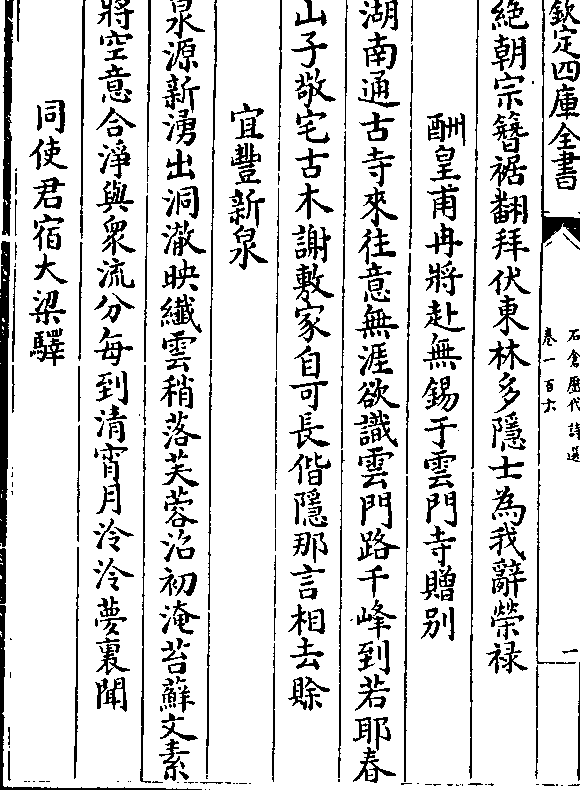 欽定四庫全書
石倉歷代詩選
卷一百六
一
絶朝宗簪裾翻拜伏東林多隱士為我辭榮禄
酬皇甫冉將赴無錫于雲門寺贈别
湖南通古寺來往意無涯欲識雲門路千峰到若耶春
山子敬宅古木謝敷家自可長偕隱那言相去賖
宜豐新泉
泉源新湧出洞澈映纎雲稍落芙蓉沼初淹苔蘚文素
將空意合淨與衆流分每到清宵月泠泠夢裏聞
同使君宿大梁驛